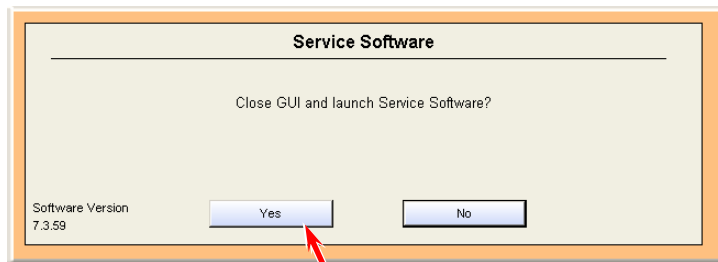 Service Software
Close GUI and launch Service Software?
Software Version
7.3.59
Yes
No